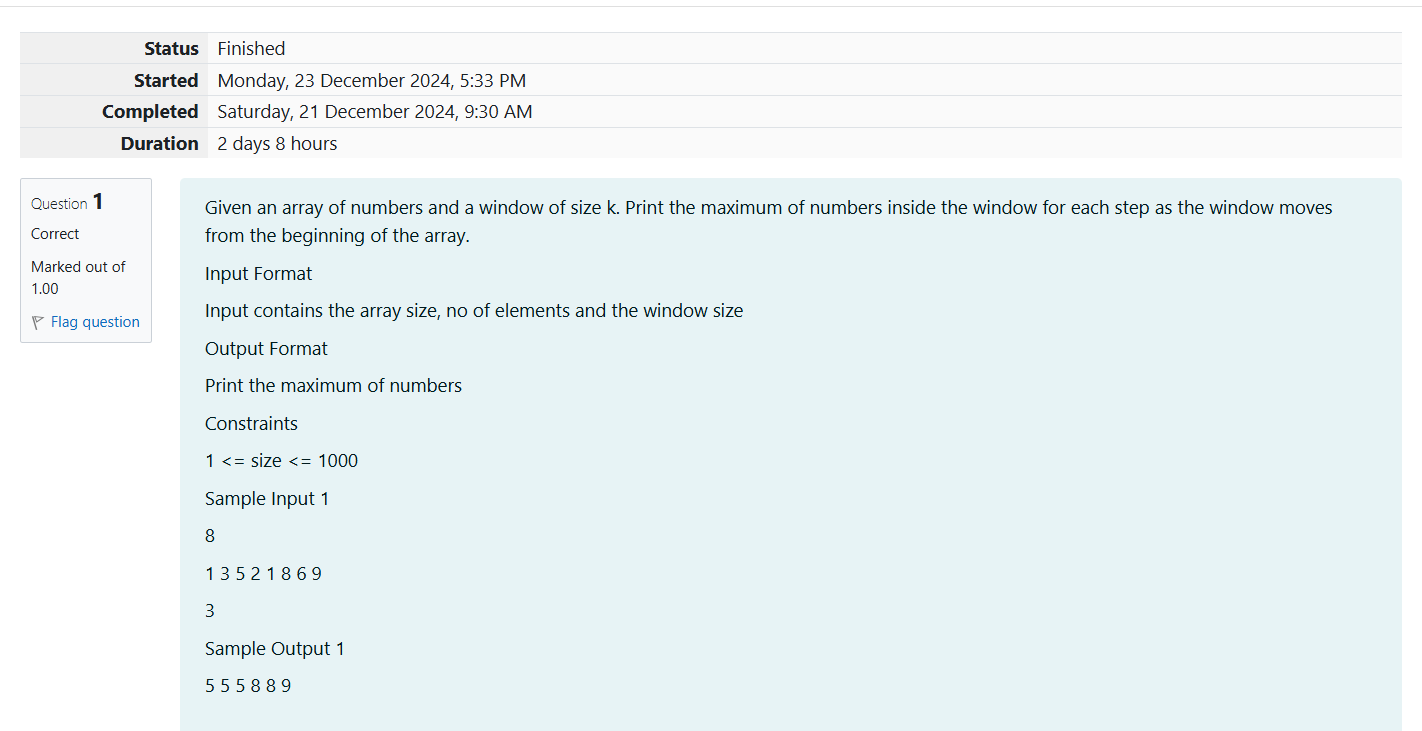 Status Finished
Started Monday, 23 December 2024, 5:33 PM
Completed Saturday, 21 December 2024, 9:30 AM
Duration 2 days 8 hours
Question 1
Correct
Marked out of
1.00
Flag question
Given an array of numbers and a window of size k. Print the maximum of numbers inside the window for each step as the window moves
from the beginning of the array.
Input Format
Input contains the array size, no of elements and the window size
Output Format
Print the maximum of numbers
Constraints
1 <= size <= 1000
Sample Input 1
8
1 3 5 2 1 8 6 9
3
Sample Output 1
5 5 5 8 8 9